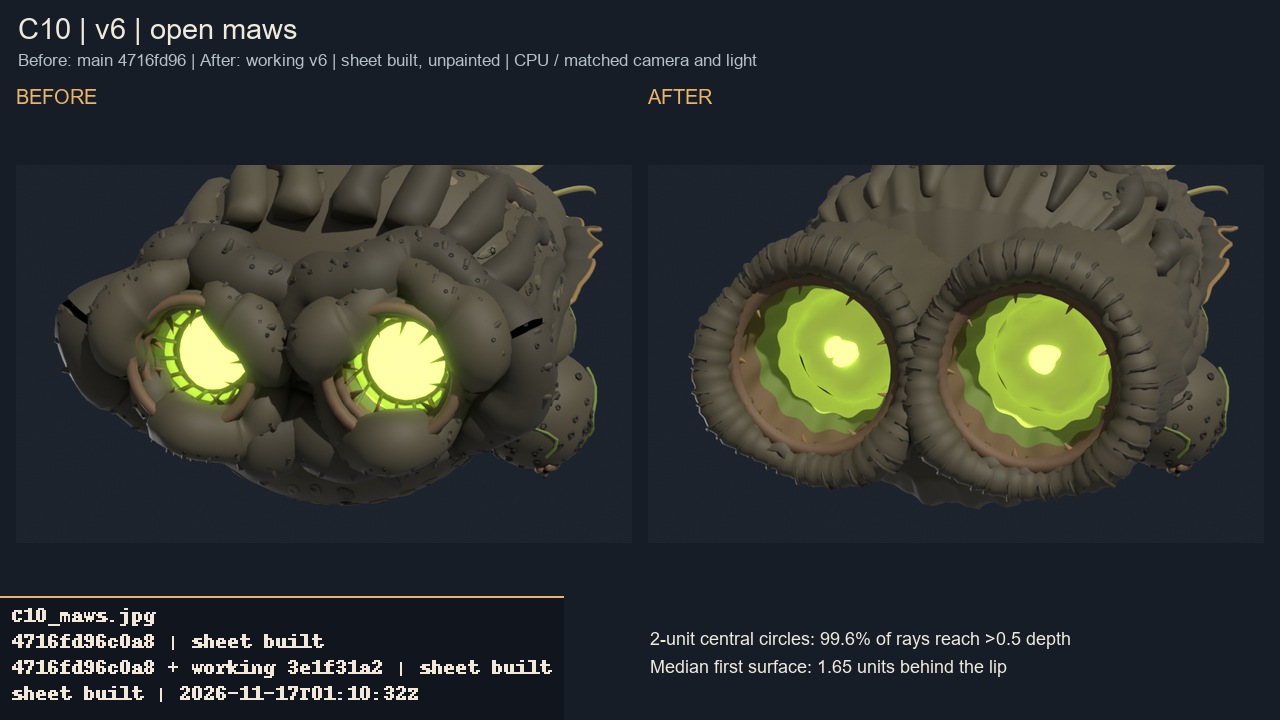 C10 | v6 | open maws
Before: main 4716fd96 | After: working v6 | sheet built, unpainted | CPU / matched camera and light
BEFORE
AFTER
C10_maws.jpg
4716fd96c0a8 | sheet built
4716fd96c0a8 + working 3e1f31a2 | sheet built
sheet built | 2026-11-17T01:10:32Z
2-unit central circles: 99.6% of rays reach >0.5 depth
Median first surface: 1.65 units behind the lip